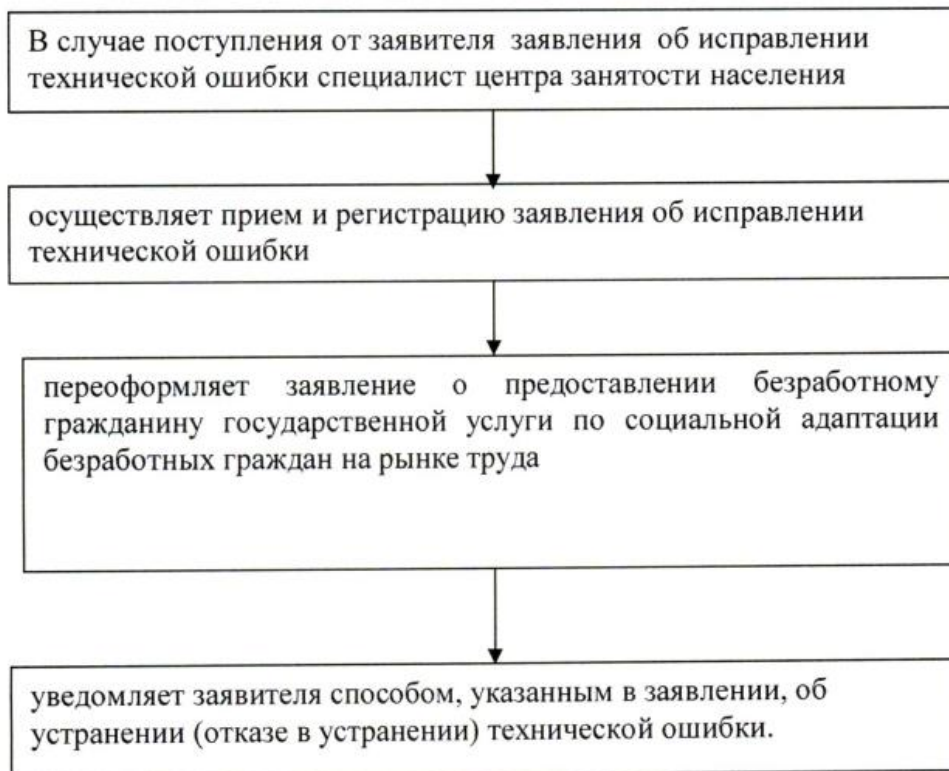 В случае поступления от заявителя заявления об исправлении
технической ошибки специалист центра занятости населения
осуществляет прием и регистрацию заявления об исправлении
технической ошибки
переоформляет заявление о предоставлении безработному
гражданину государственной услуги по социальной адаптации
безработных граждан на рынке труда
уведомляет заявителя способом, указанным в заявлении, об
устранении (отказе в устранении) технической ошибки.